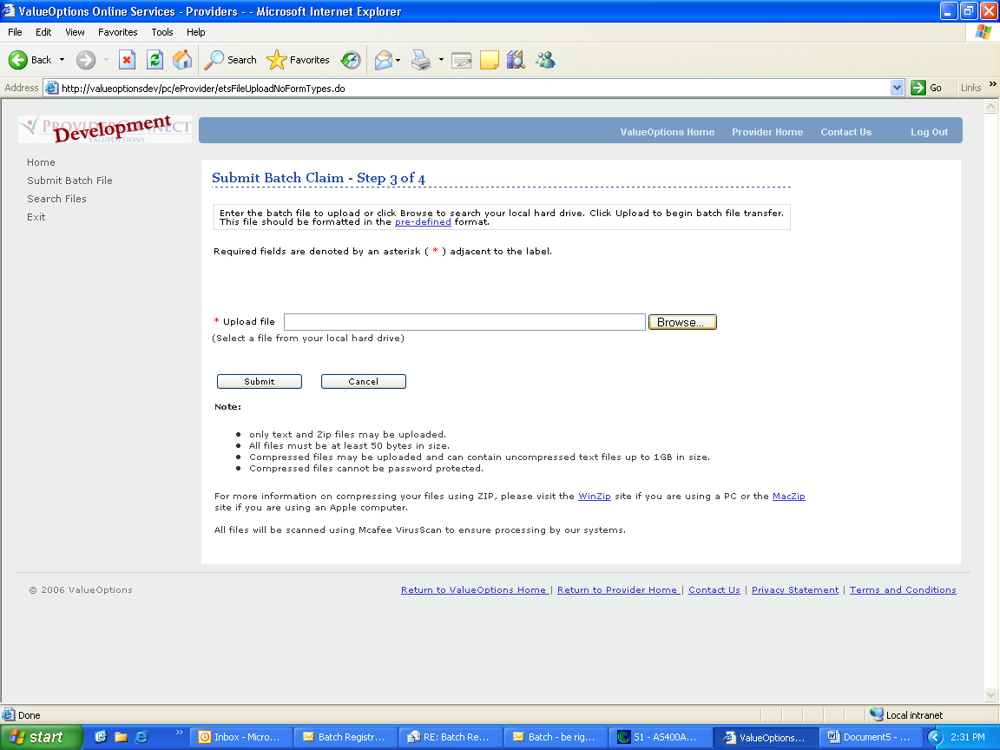 ValueOptions Online Services - Providers - - Microsoft Internet Explorer
File Edit View Favorites Tools Help
Back Search Favorites
Address http://valueoptionsdev/pc/eProvider/etsFileUploadNoFormTypes.do Go Links »
PROVIDERCONNECT
Development
VALUEOPTIONS
ValueOptions Home Provider Home Contact Us Log Out
Home
Submit Batch File
Search Files
Exit
Submit Batch Claim - Step 3 of 4
Enter the batch file to upload or click Browse to search your local hard drive. Click Upload to begin batch file transfer.
This file should be formatted in the pre-defined format.
Required fields are denoted by an asterisk ( * ) adjacent to the label.
* Upload file Browse...
(Select a file from your local hard drive)
Submit Cancel
Note:
• only text and Zip files may be uploaded.
• All files must be at least 50 bytes in size.
• Compressed files may be uploaded and can contain uncompressed text files up to 1GB in size.
• Compressed files cannot be password protected.
For more information on compressing your files using ZIP, please visit the WinZip site if you are using a PC or the MacZip
site if you are using an Apple computer.
All files will be scanned using Mcafee VirusScan to ensure processing by our systems.
© 2006 ValueOptions
Return to ValueOptions Home | Return to Provider Home | Contact Us | Privacy Statement | Terms and Conditions
Done Local intranet
start » Inbox - Micro... Batch Registr... RE: Batch Re... Batch - be rig... S1 - AS400A... ValueOptions... Document5 - ... 2:31 PM